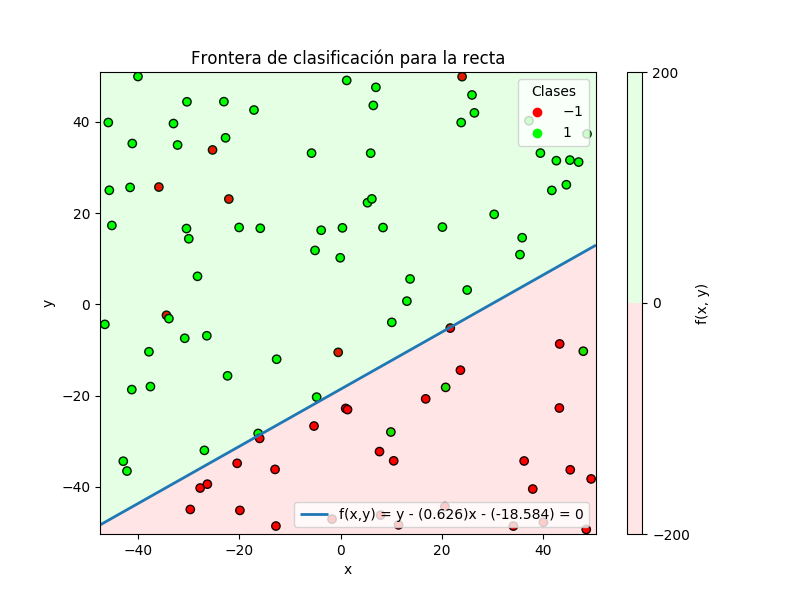 Frontera de clasificación para la recta
Clases
−1
1
40
20
0
−20
−40
y
−40
−20
0
20
40
x
f(x,y) = y - (0.626)x - (-18.584) = 0
200
0
−200
f(x, y)